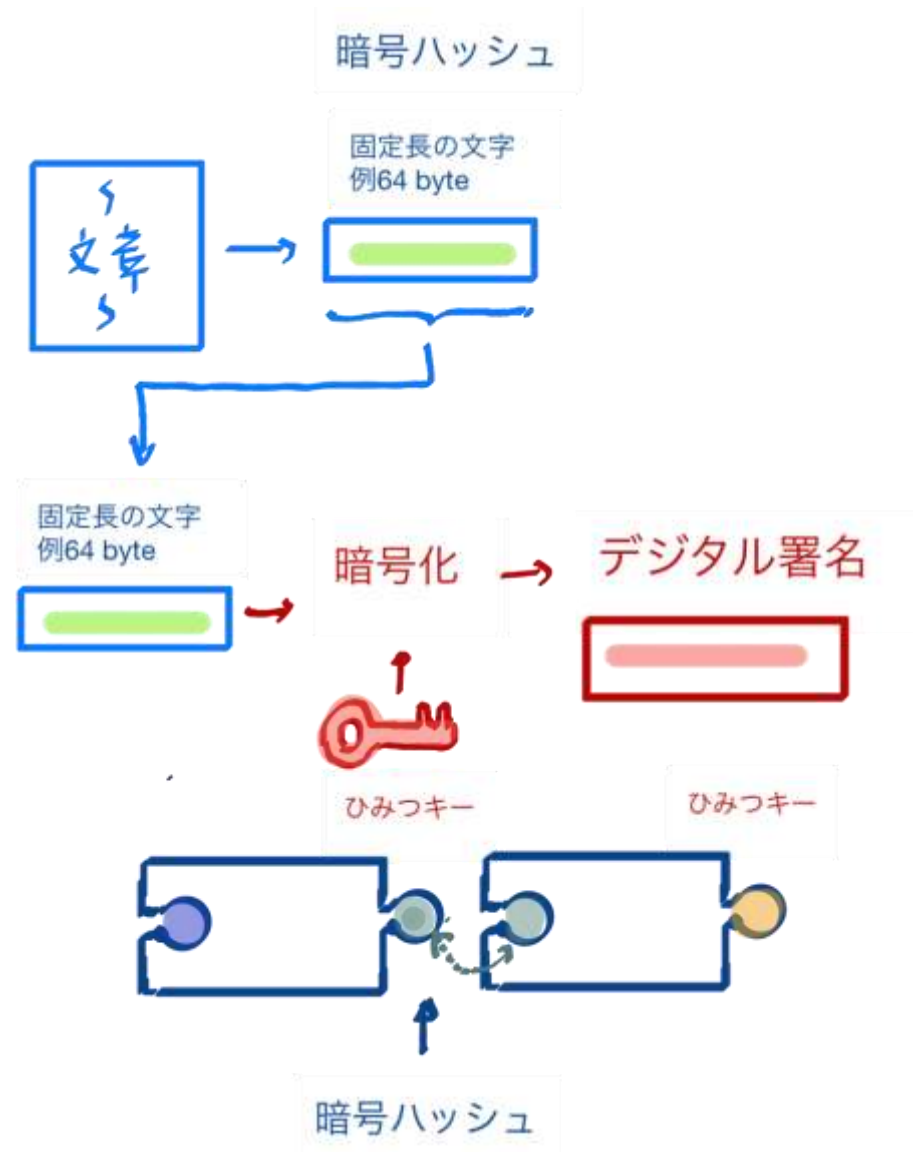 暗号ハッシュ
固定長の文字
例64 byte
文章
固定長の文字
例64 byte
暗号化
デジタル署名
ひみつキー
ひみつキー
暗号ハッシュ